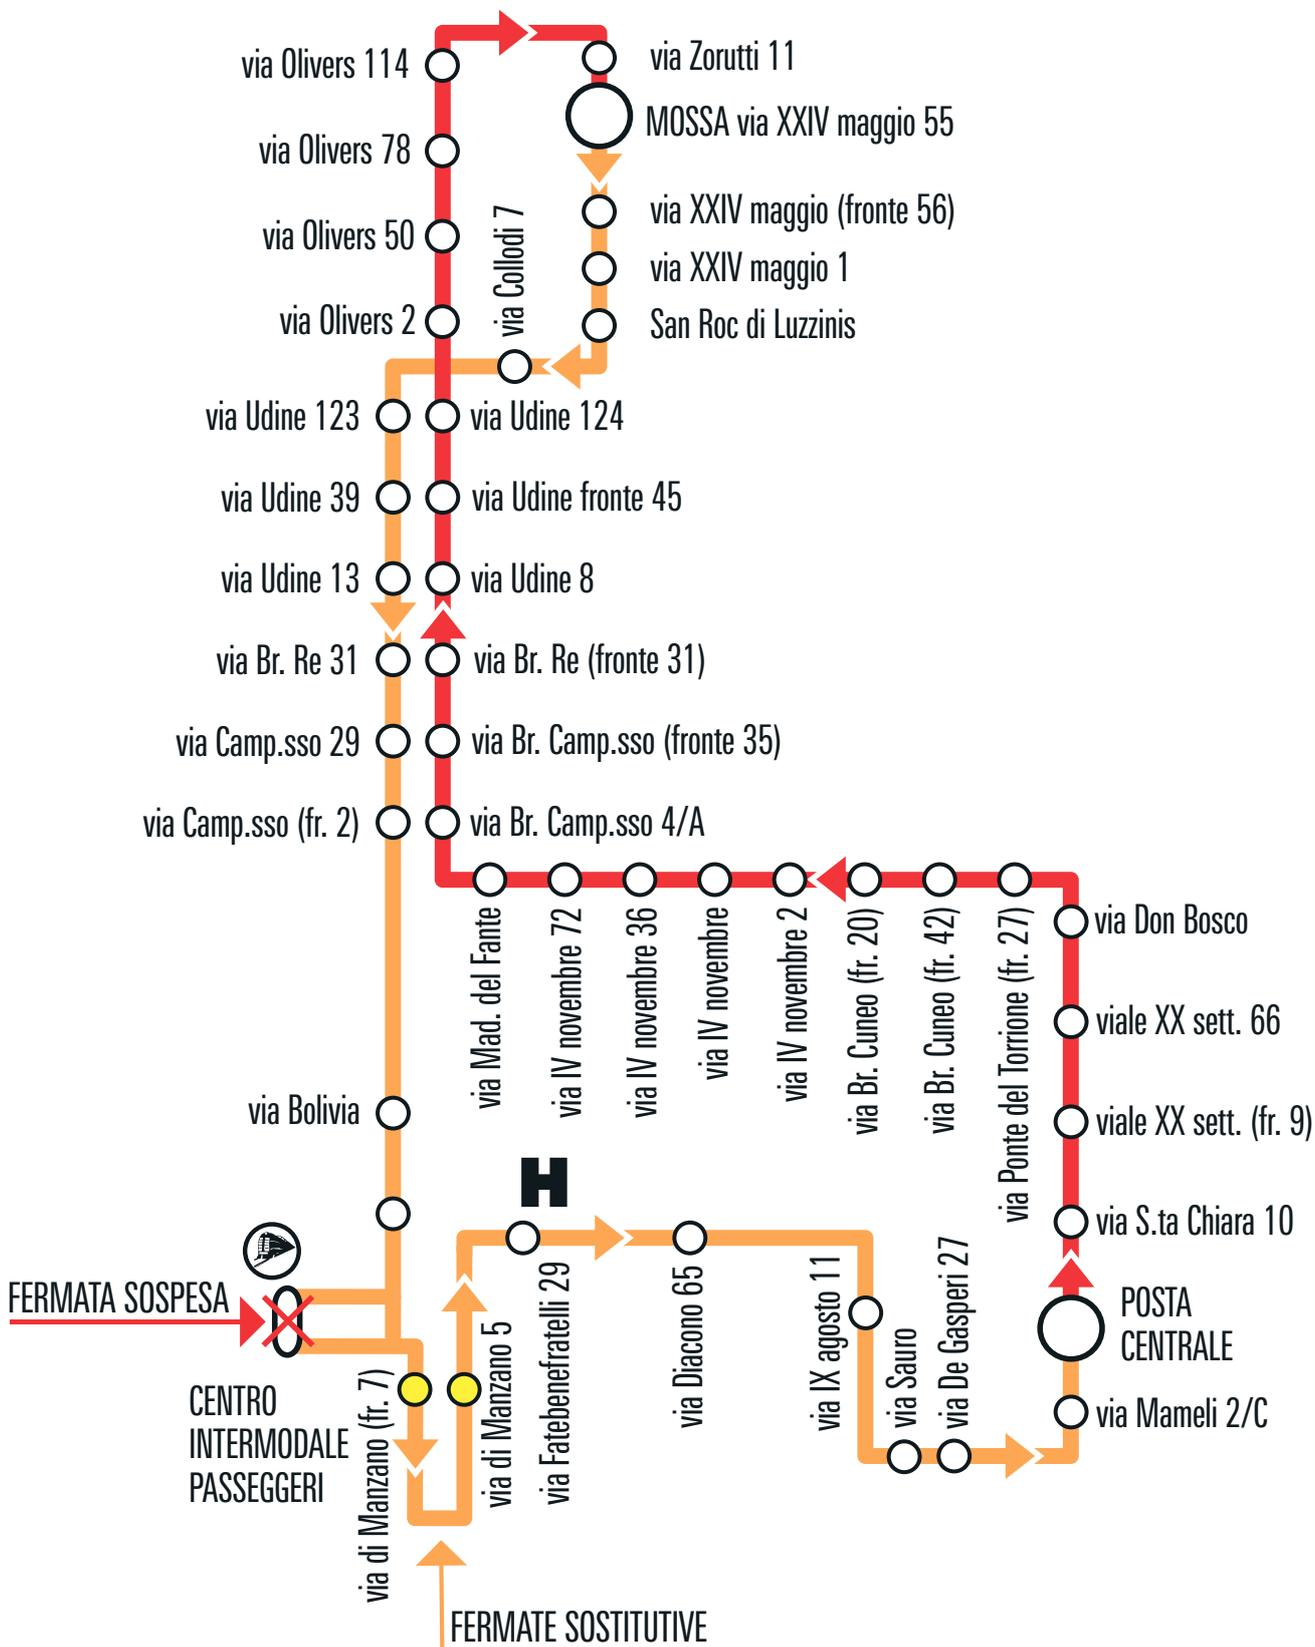 via Olivers 114
via Zorutti 11
MOSSA via XXIV maggio 55
via Olivers 78
via XXIV maggio (fronte 56)
via Olivers 50
via Collodi 7
via XXIV maggio 1
via Olivers 2
San Roc di Luzzinis
via Udine 123
via Udine 124
via Udine 39
via Udine fronte 45
via Udine 13
via Udine 8
via Br. Re 31
via Br. Re (fronte 31)
via Camp.sso 29
via Br. Camp.sso (fronte 35)
via Camp.sso (fr. 2)
via Br. Camp.sso 4/A
via Mad. del Fante
via IV novembre 72
via IV novembre 36
via IV novembre
via IV novembre 2
via Br. Cuneo (fr. 20)
via Br. Cuneo (fr. 42)
via Ponte del Torrione (fr. 27)
via Don Bosco
viale XX sett. 66
viale XX sett. (fr. 9)
via S.ta Chiara 10
via Bolivia
H
FERMATA SOSPESA
CENTRO
INTERMODALE
PASSEGGERI
via di Manzano (fr. 7)
via di Manzano 5
via Fatebenefratelli 29
via Diacono 65
via IX agosto 11
via Sauro
via De Gasperi 27
POSTA
CENTRALE
via Mameli 2/C
FERMATE SOSTITUTIVE